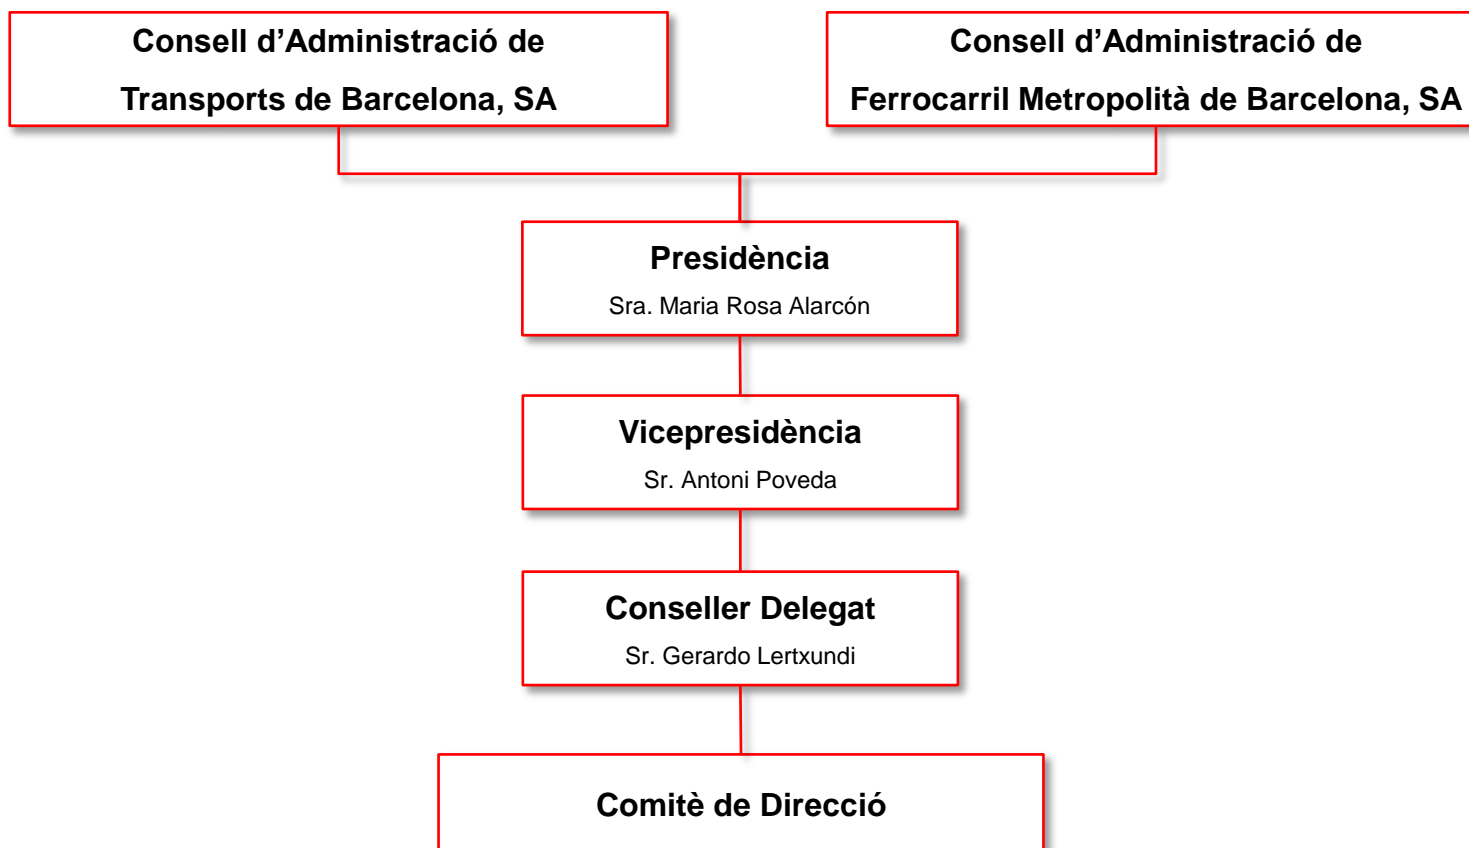 Consell d’Administració de
Transports de Barcelona, SA
Consell d’Administració de
Ferrocarril Metropolità de Barcelona, SA
Presidència
Sra. Maria Rosa Alarcón
Vicepresidència
Sr. Antoni Poveda
Conseller Delegat
Sr. Gerardo Lertxundi
Comitè de Direcció